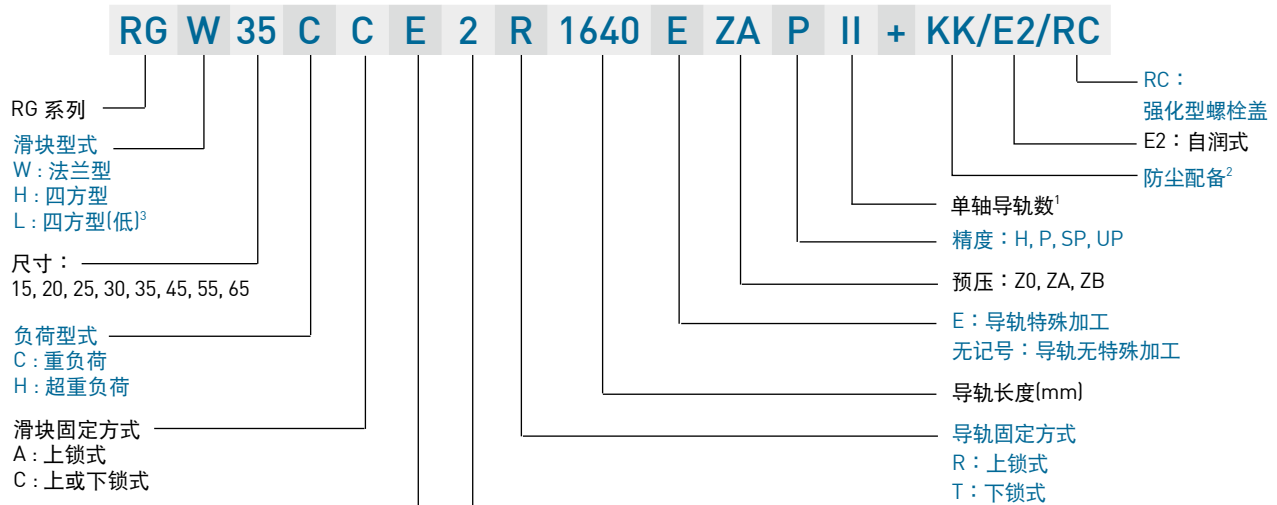 RG W 35 C C E 2 R 1640 E ZA P II + KK/E2/RC
RG 系列
滑块型式
W : 法兰型
H : 四方型
L : 四方型(低)³
尺寸：
15, 20, 25, 30, 35, 45, 55, 65
负荷型式
C : 重负荷
H : 超重负荷
滑块固定方式
A : 上锁式
C : 上或下锁式
RC：
强化型螺栓盖
E2：自润式
防尘配备²
单轴导轨数¹
精度：H, P, SP, UP
预压：Z0, ZA, ZB
E：导轨特殊加工
无记号：导轨无特殊加工
导轨长度(mm)
导轨固定方式
R：上锁式
T：下锁式